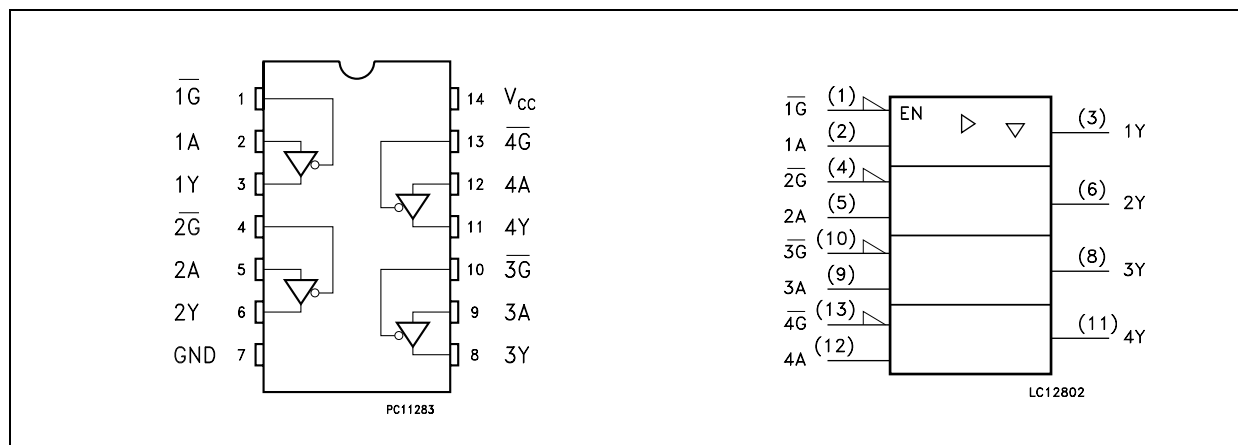 1G 1 14 VCC
1A 2 13 4G
1Y 3 12 4A
2G 4 11 4Y
2A 5 10 3G
2Y 6 9 3A
GND 7 8 3Y
PC11283
1G (1) EN (3) 1Y
1A (2)
2G (4) (6) 2Y
2A (5)
3G (10) (8) 3Y
3A (9)
4G (13) (11) 4Y
4A (12)
LC12802